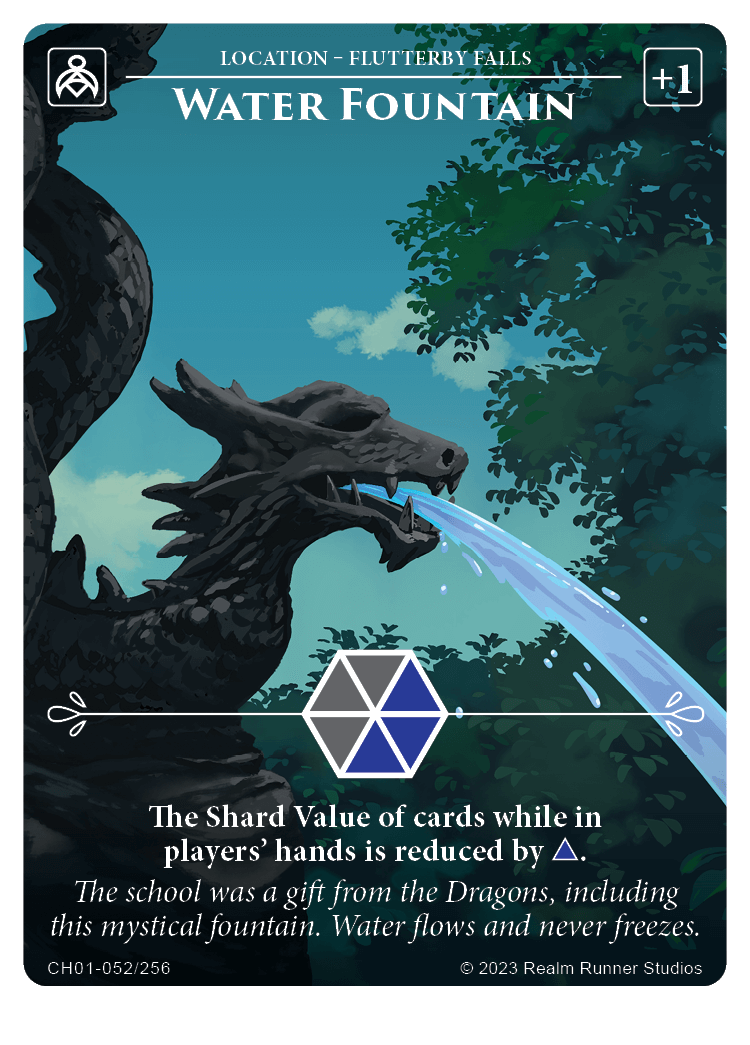 LOCATION – FLUTTERBY FALLS
WATER FOUNTAIN
+1
The Shard Value of cards while in
players’ hands is reduced by .
The school was a gift from the Dragons, including
this mystical fountain. Water flows and never freezes.
CH01-052/256
© 2023 Realm Runner Studios